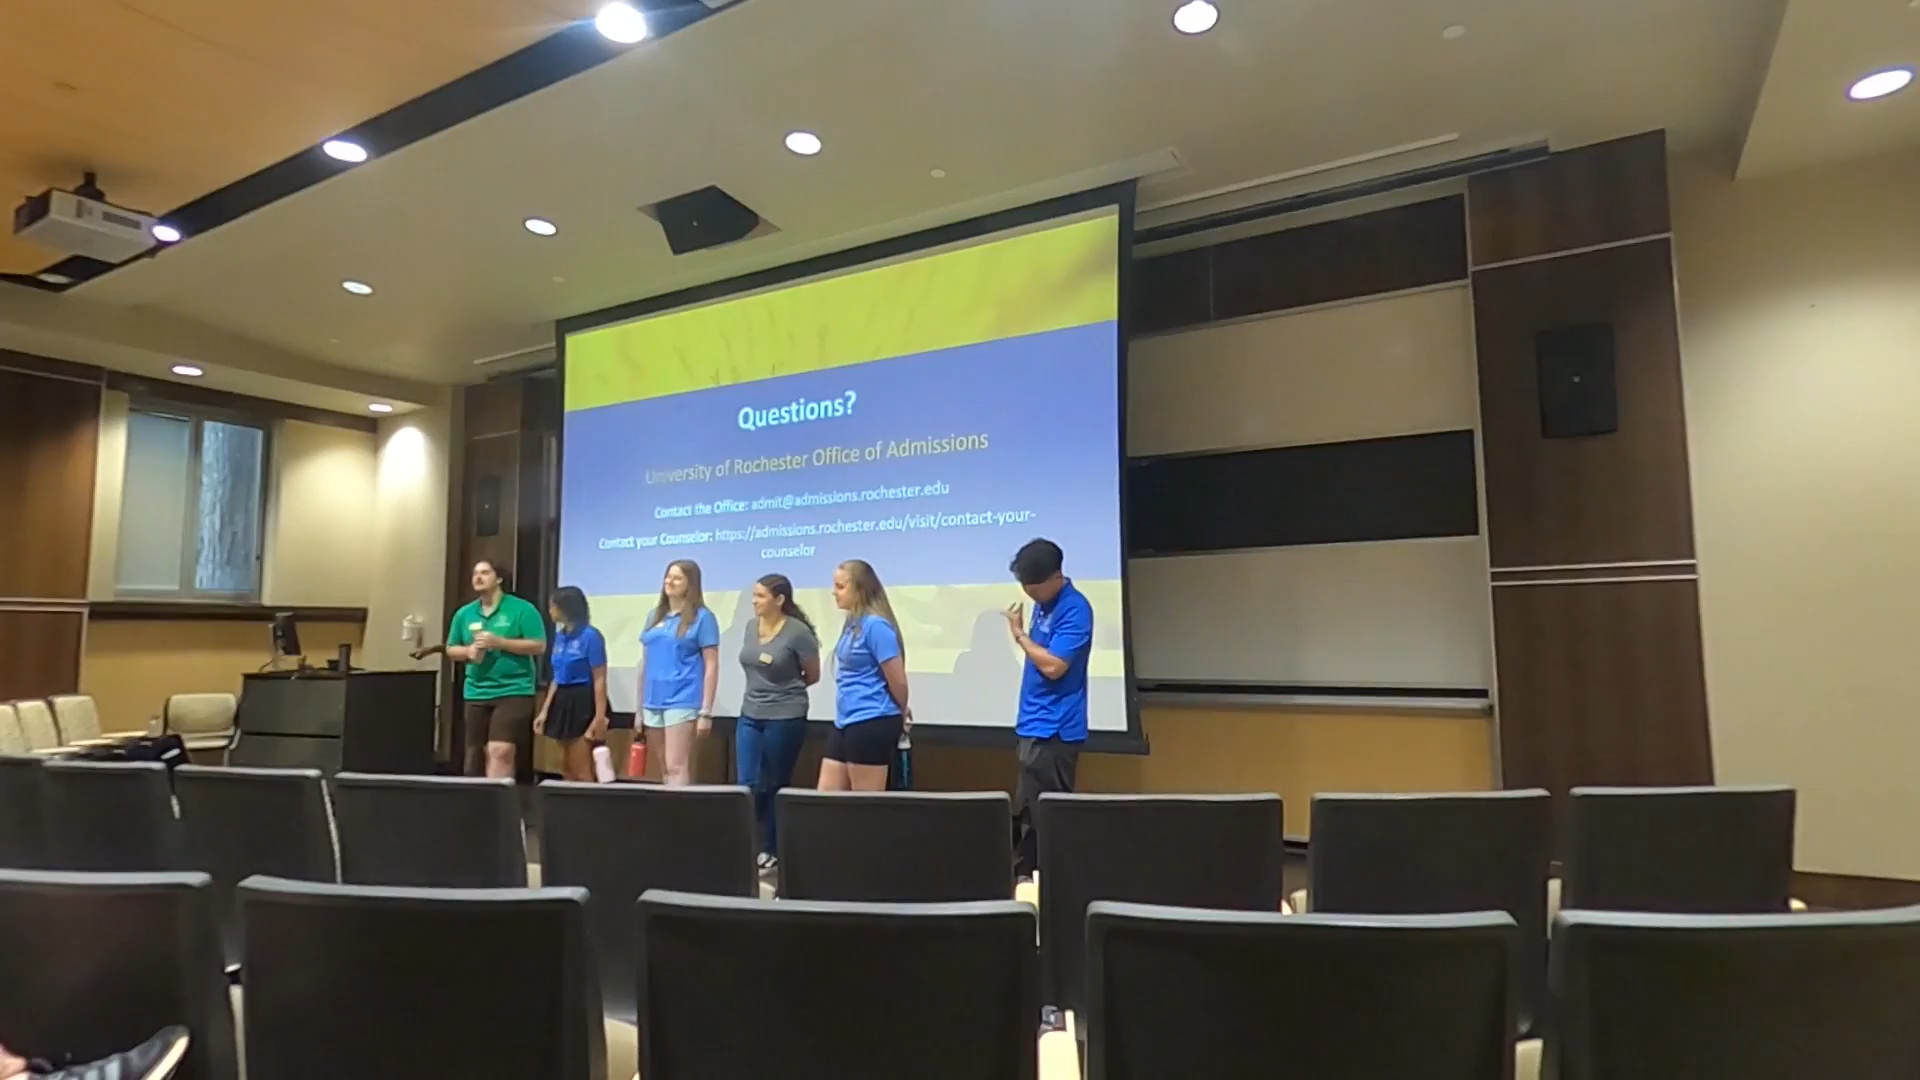 Questions?
University of Rochester Office of Admissions
Contact the Office: admit@admissions.rochester.edu
Contact your Counselor: https://admissions.rochester.edu/visit/contact-your-
counselor